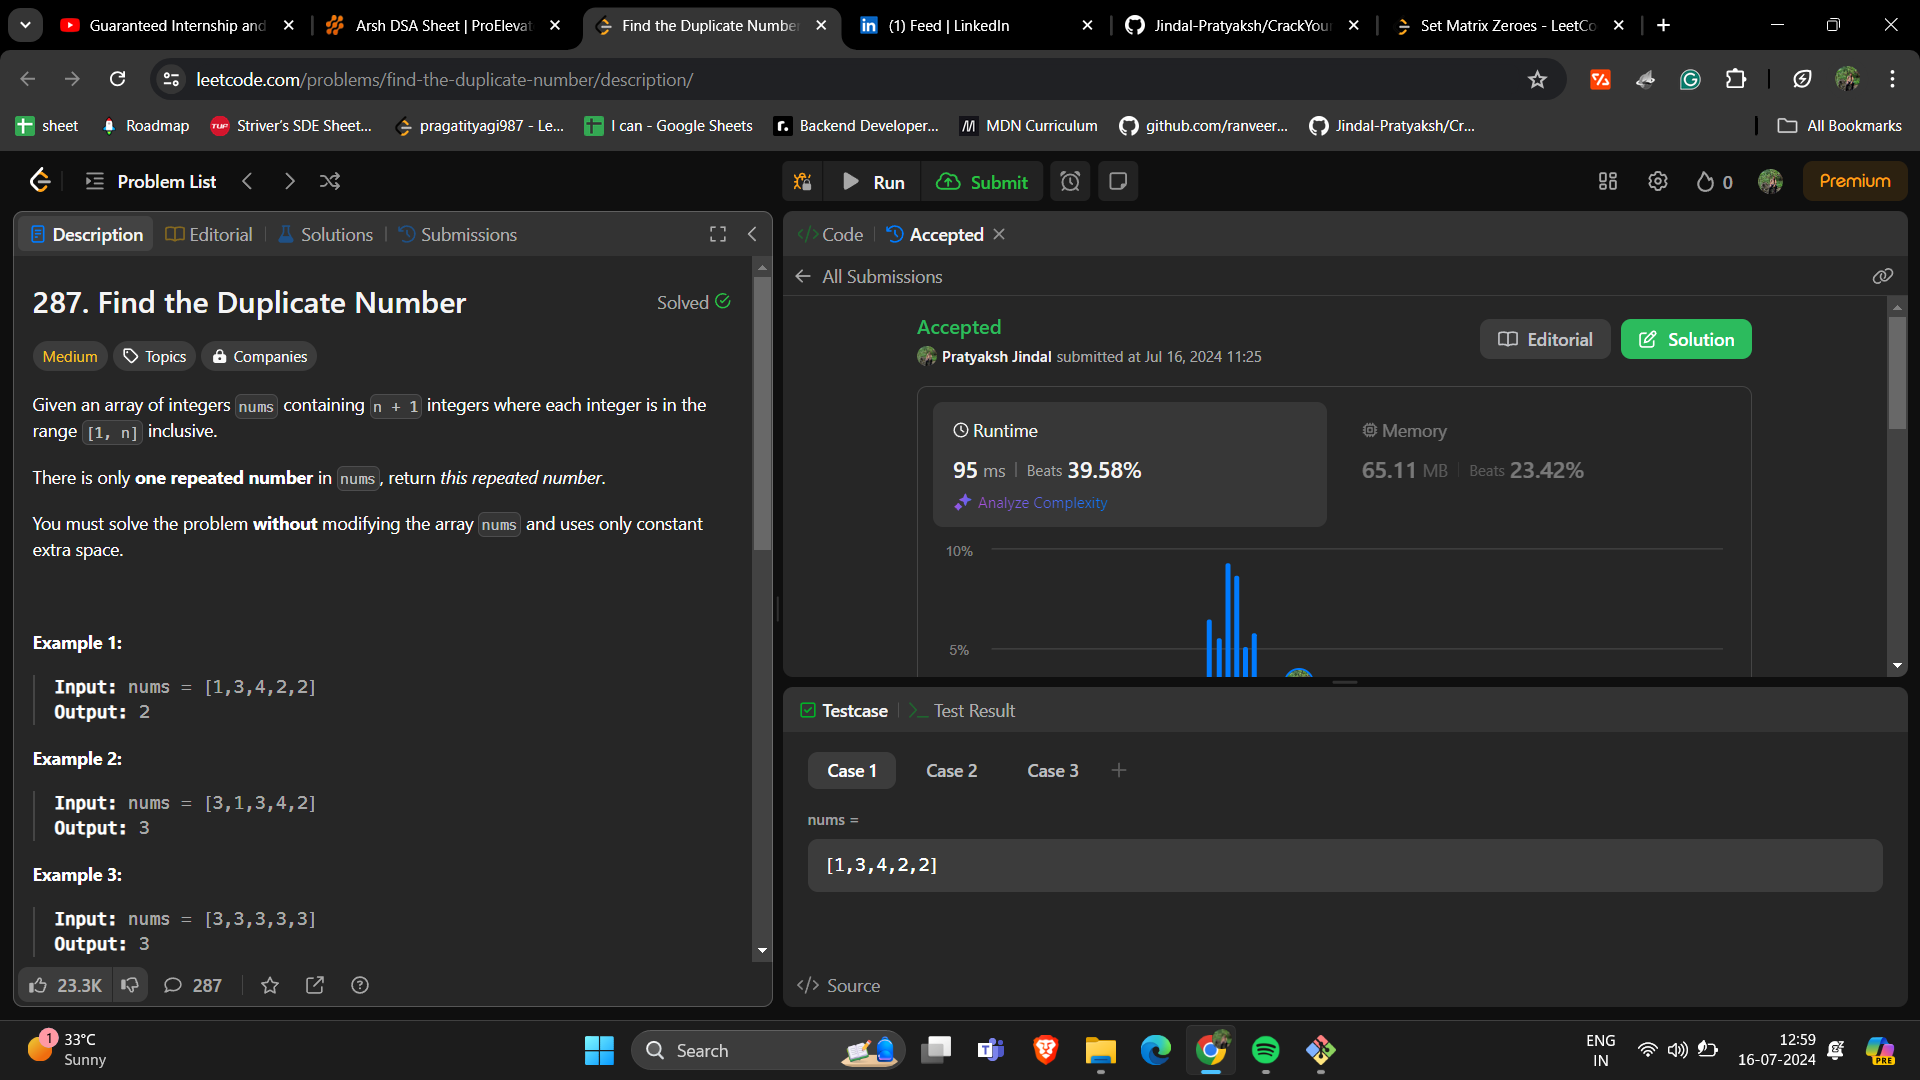 Guaranteed Internship and
Arsh DSA Sheet | ProElevat
Find the Duplicate Number
(1) Feed | LinkedIn
Jindal-Pratyaksh/CrackYour
Set Matrix Zeroes - LeetCo
leetcode.com/problems/find-the-duplicate-number/description/
sheet
Roadmap
TUF
Striver's SDE Sheet...
pragatityagi987 - Le...
I can - Google Sheets
r.
Backend Developer...
MDN Curriculum
github.com/ranveer...
Jindal-Pratyaksh/Cr...
All Bookmarks
Problem List
Run
Submit
0
Premium
Description
Editorial
Solutions
Submissions
287. Find the Duplicate Number
Solved
Medium
Topics
Companies
Given an array of integers nums containing n + 1 integers where each integer is in the
range [1, n] inclusive.
There is only one repeated number in nums, return this repeated number.
You must solve the problem without modifying the array nums and uses only constant
extra space.
Example 1:
Input: nums = [1,3,4,2,2]
Output: 2
Example 2:
Input: nums = [3,1,3,4,2]
Output: 3
Example 3:
Input: nums = [3,3,3,3,3]
Output: 3
23.3K
287
</> Code
Accepted
All Submissions
Accepted
Pratyaksh Jindal submitted at Jul 16, 2024 11:25
Editorial
Solution
Runtime
95 ms | Beats 39.58%
Analyze Complexity
Memory
65.11 MB | Beats 23.42%
10%
5%
Testcase
>_ Test Result
Case 1
Case 2
Case 3
+
nums =
[1,3,4,2,2]
</> Source
1
33°C
Sunny
Search
ENG
IN
12:59
16-07-2024
PRE